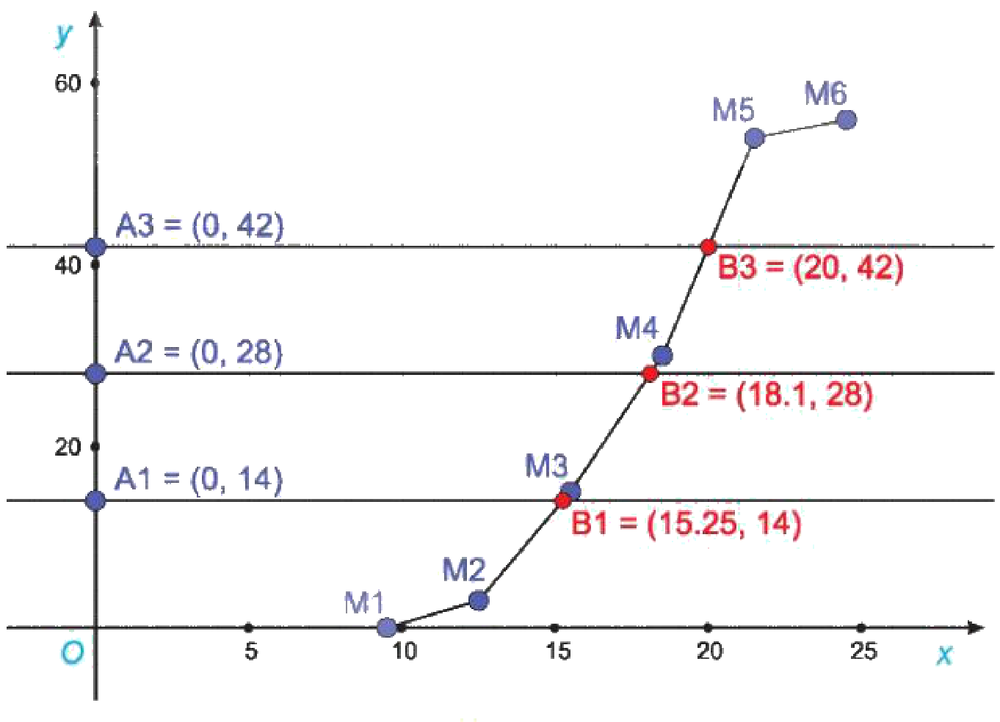 y
60
M6
M5
A3 = (0, 42)
40
B3 = (20, 42)
M4
A2 = (0, 28)
B2 = (18.1, 28)
20
M3
A1 = (0, 14)
B1 = (15.25, 14)
M2
M1
O
5
10
15
20
25
x